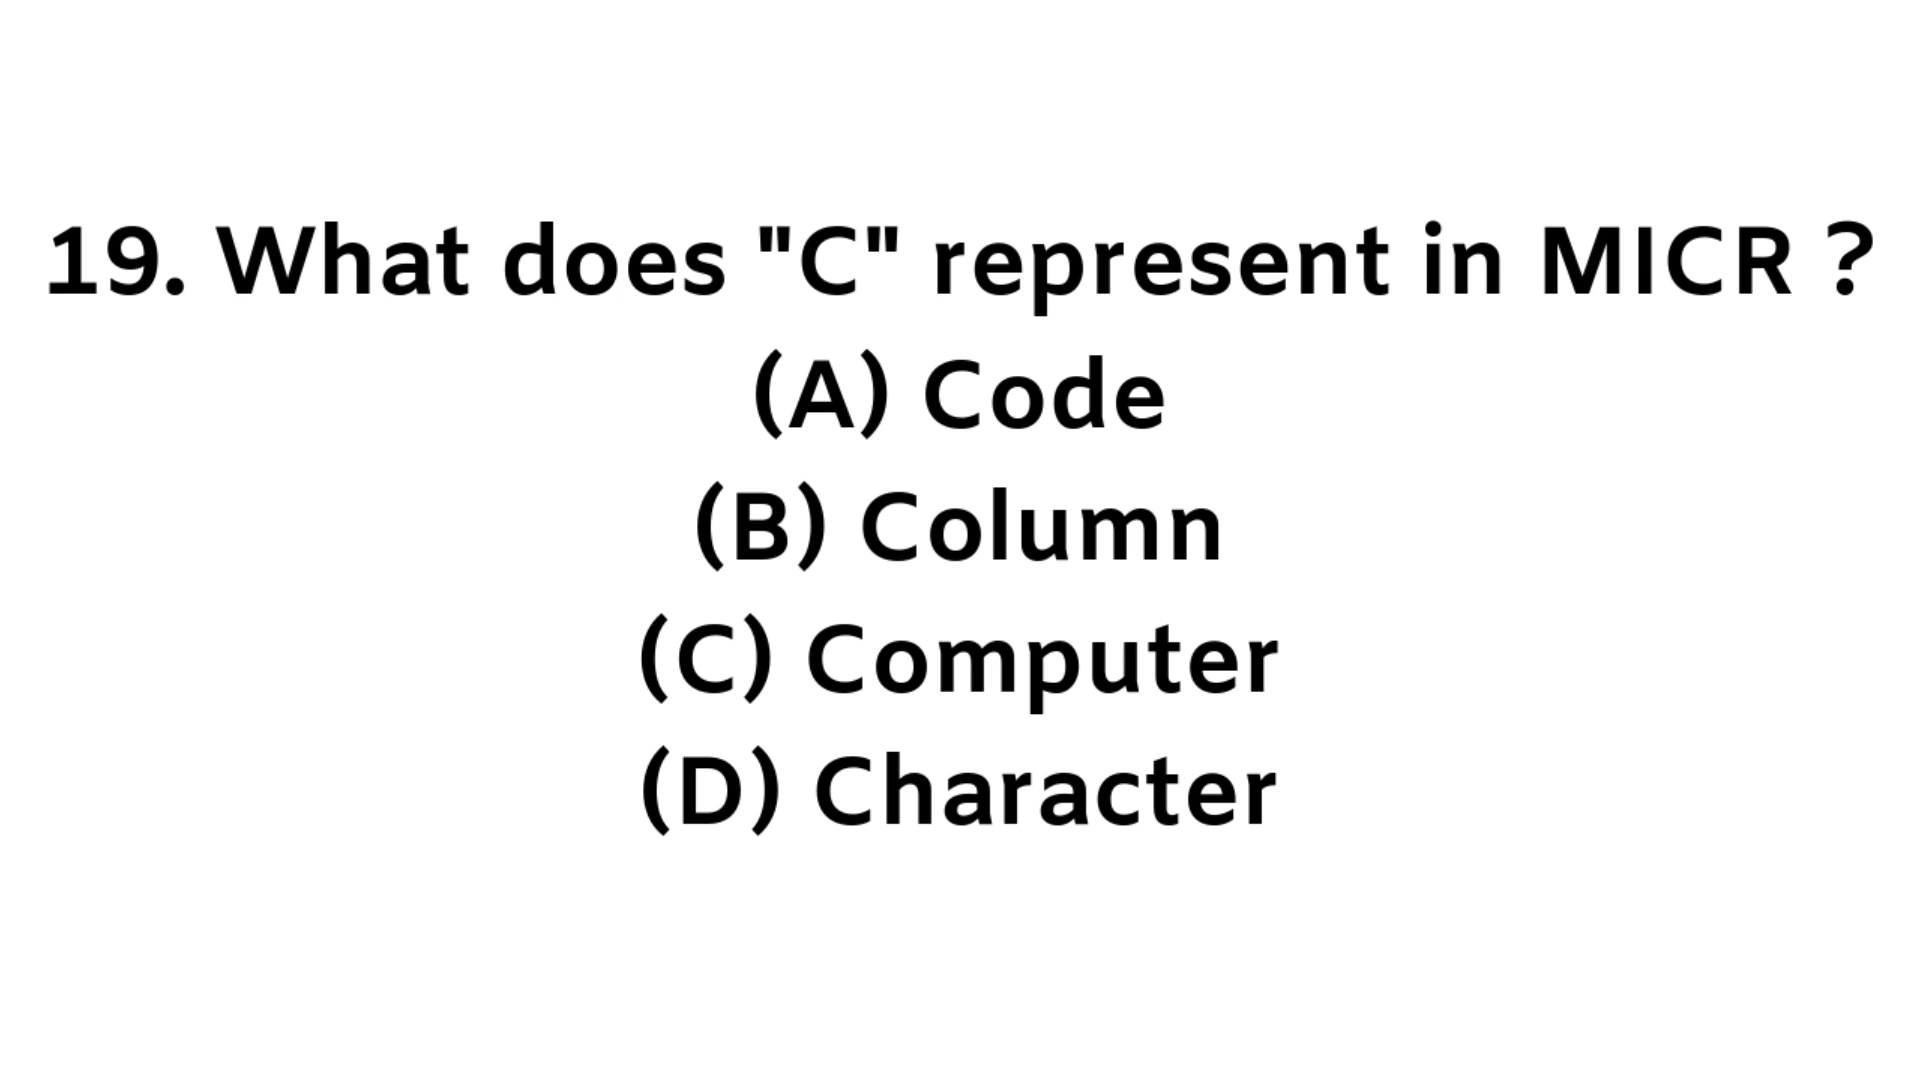 19. What does "C" represent in MICR ?
(A) Code
(B) Column
(C) Computer
(D) Character